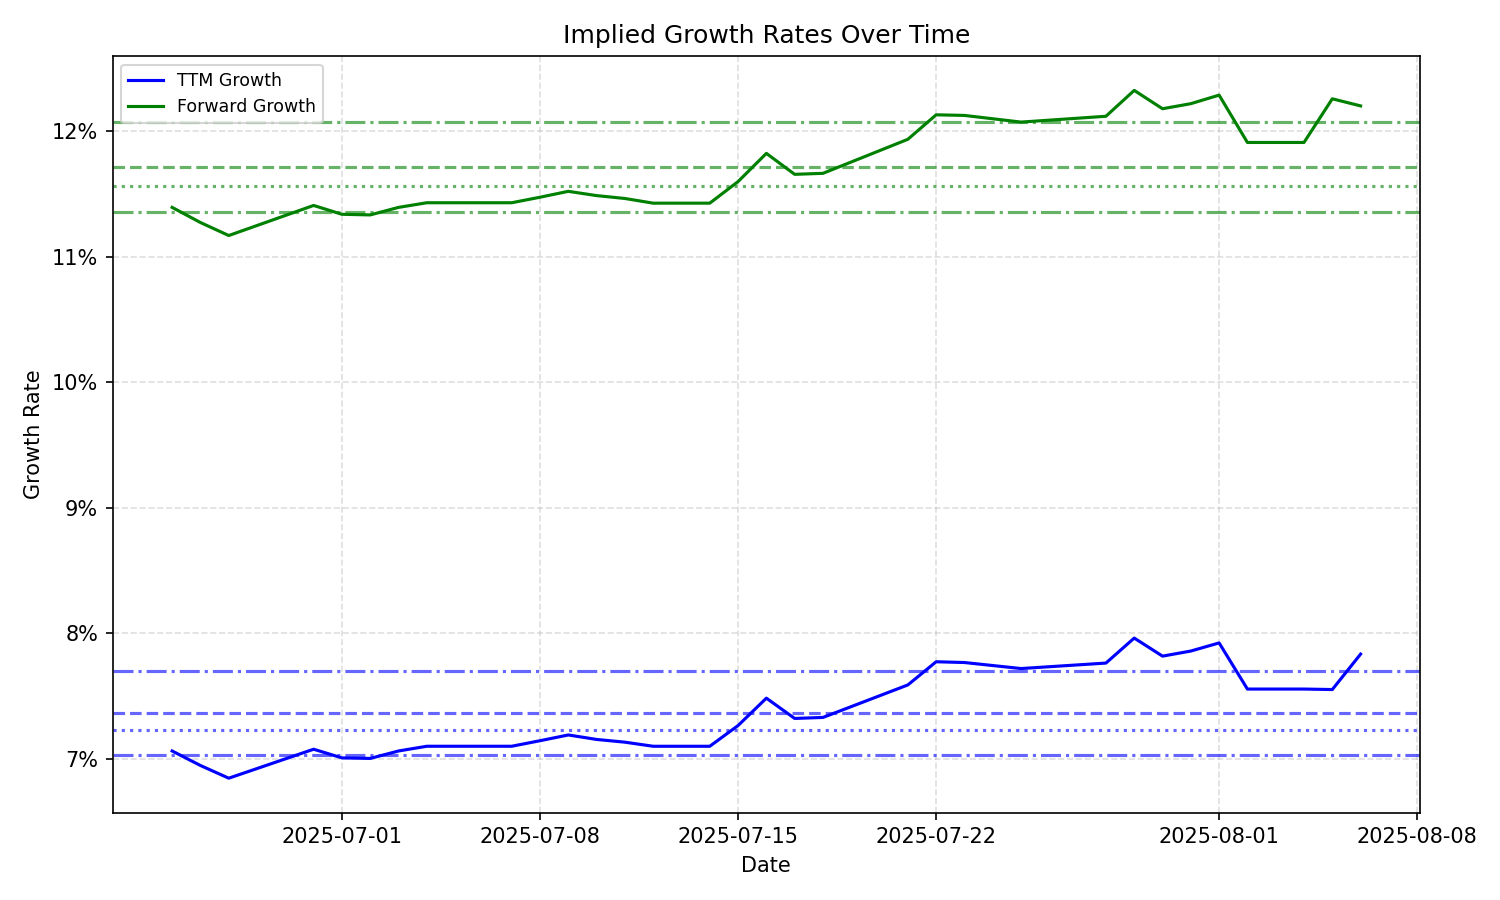 Implied Growth Rates Over Time
TTM Growth
Forward Growth
12%
11%
10%
9%
8%
7%
Growth Rate
2025-07-01
2025-07-08
2025-07-15
2025-07-22
2025-08-01
2025-08-08
Date